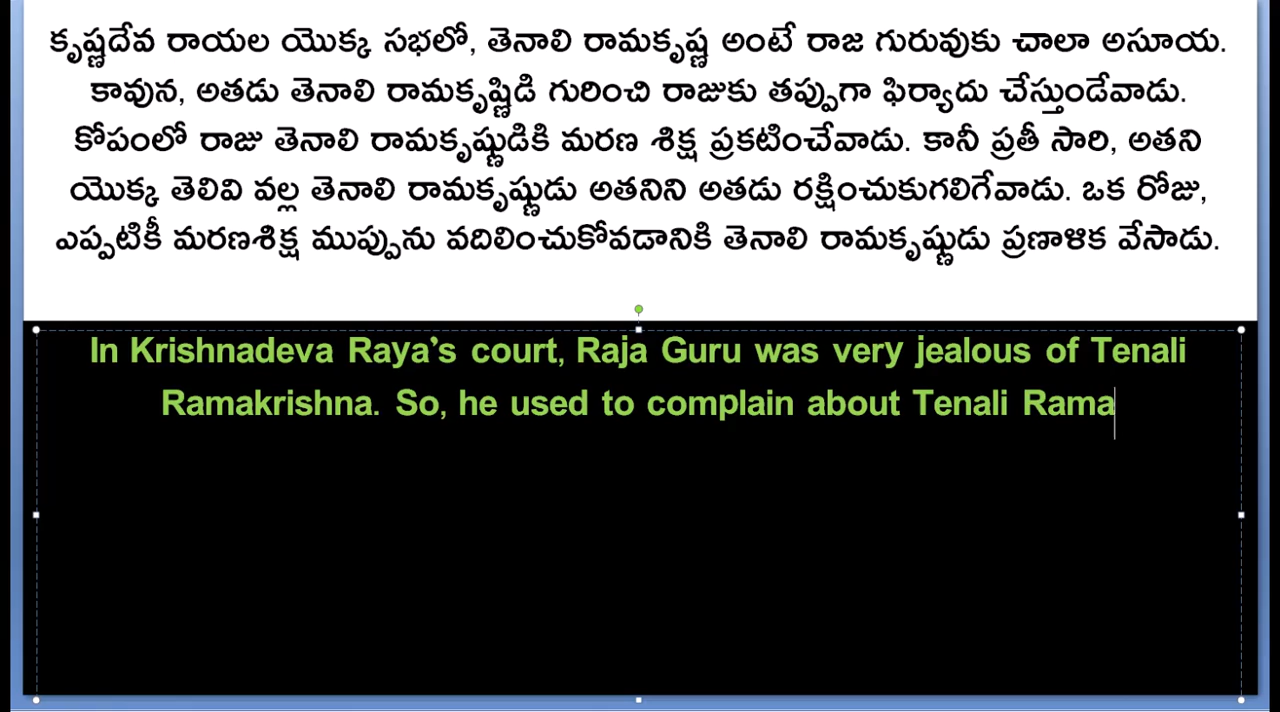 కృష్ణదేవ రాయల యొక్క సభలో, తెనాలి రామకృష్ణ అంటే రాజ గురువుకు చాలా అసూయ.
కావున, అతడు తెనాలి రామకృష్ణిడి గురించి రాజుకు తప్పుగా ఫిర్యాదు చేస్తుండేవాడు.
కోపంలో రాజు తెనాలి రామకృష్ణుడికి మరణ శిక్ష ప్రకటించేవాడు. కానీ ప్రతీ సారి, అతని
యొక్క తెలివి వల్ల తెనాలి రామకృష్ణుడు అతనిని అతడు రక్షించుకుగలిగేవాడు. ఒక రోజు,
ఎప్పటికీ మరణశిక్ష ముప్పును వదిలించుకోవడానికి తెనాలి రామకృష్ణుడు ప్రణాళిక వేసాడు.
In Krishnadeva Raya's court, Raja Guru was very jealous of Tenali
Ramakrishna. So, he used to complain about Tenali Rama